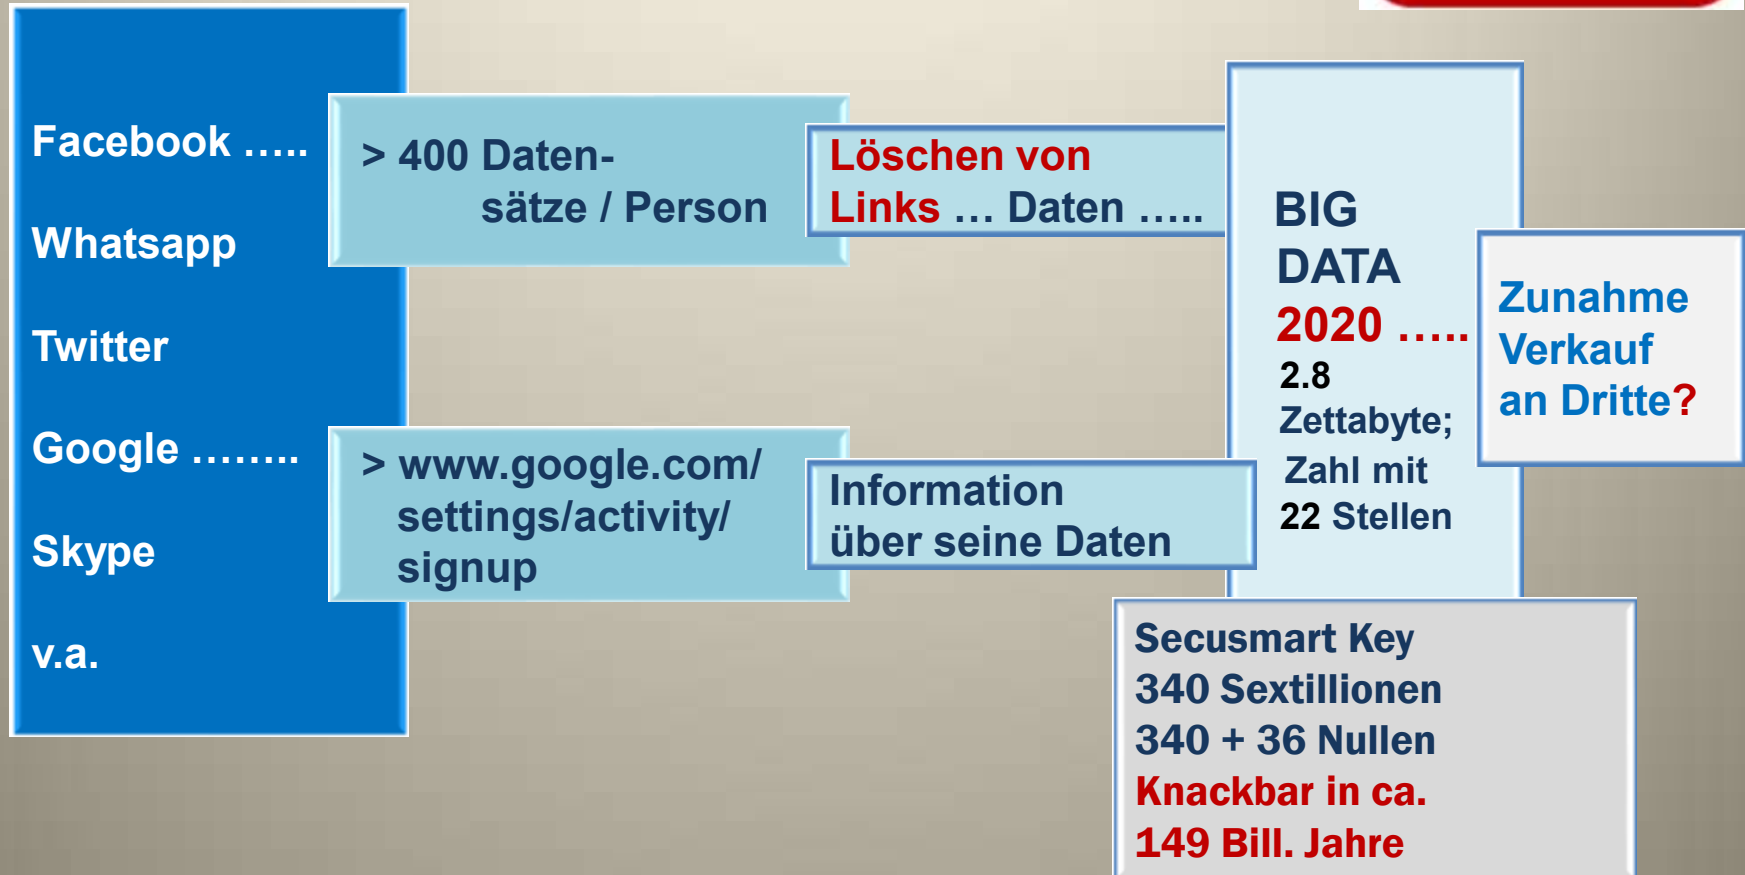 Facebook …..
Whatsapp
Twitter
Google ……..
Skype
v.a.
> 400 Daten-
sätze / Person
Löschen von
Links … Daten …..
> www.google.com/
settings/activity/
signup
Information
über seine Daten
BIG
DATA
2020 …..
2.8
Zettabyte;
Zahl mit
22 Stellen
Zunahme
Verkauf
an Dritte?
Secusmart Key
340 Sextillionen
340 + 36 Nullen
Knackbar in ca.
149 Bill. Jahre